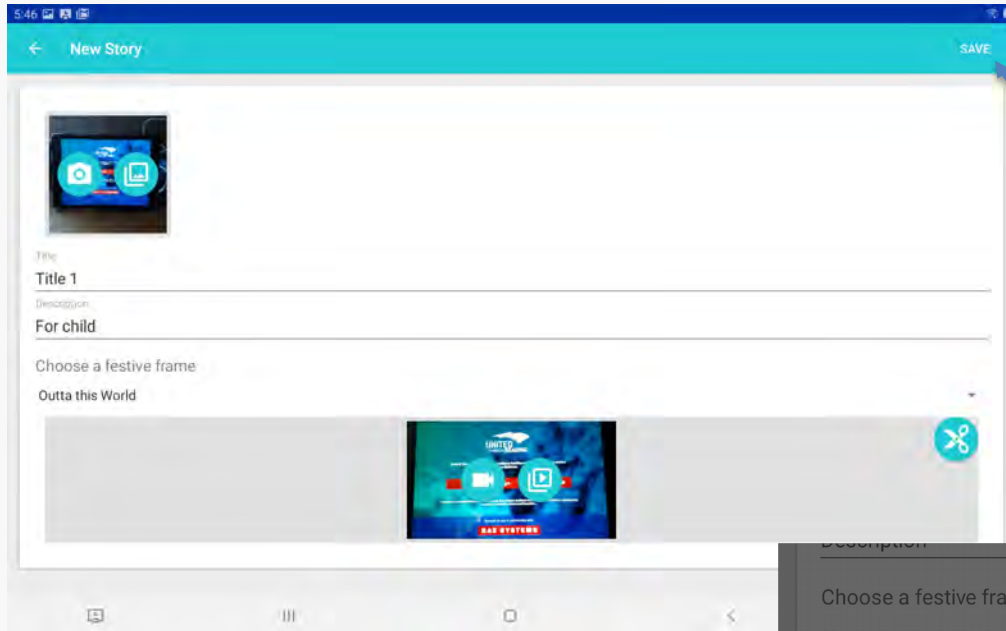 5:46
New Story
SAVE
Title
Title 1
Description
For child
Choose a festive frame
Outta this World
UNITED
READING
BAE SYSTEMS
Description
Choose a festive fra